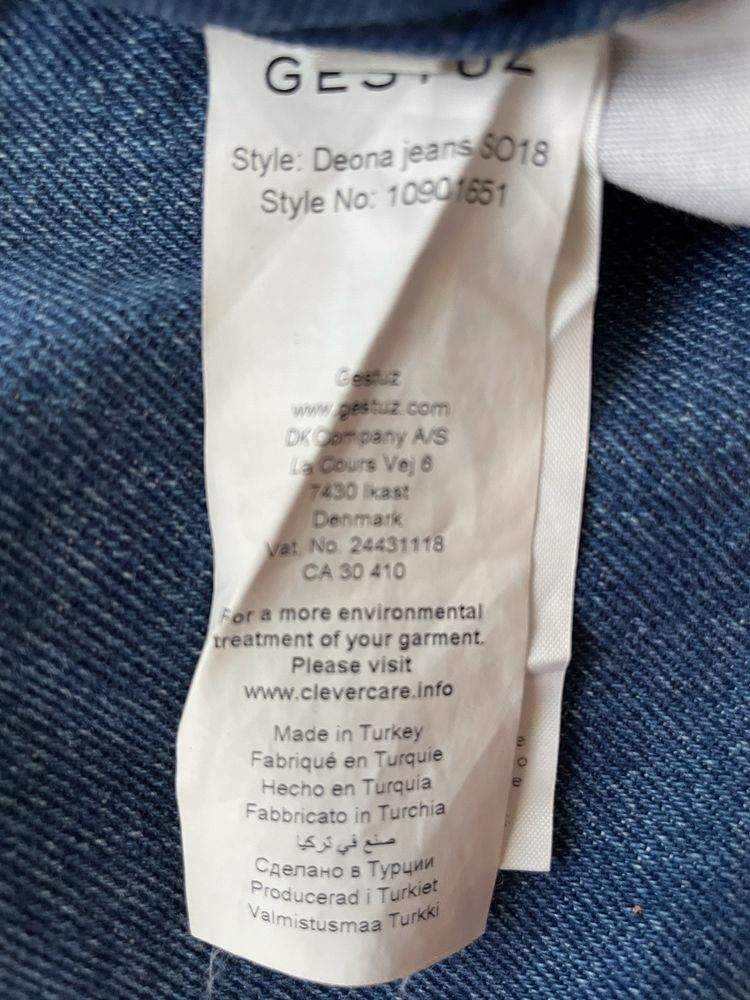 GESTUZ
Style: Deona jeans SO18
Style No: 10901651
Gestuz
www.gestuz.com
DK Company A/S
La Cours Vej 6
7430 Ikast
Denmark
Vat. No. 24431118
CA 30 410
For a more environmental
treatment of your garment.
Please visit
www.clevercare.info
Made in Turkey
Fabriqué en Turquie
Hecho en Turquia
Fabbricato in Turchia
صنع في تركيا
Сделано в Турции
Producerad i Turkiet
Valmistusmaa Turkki